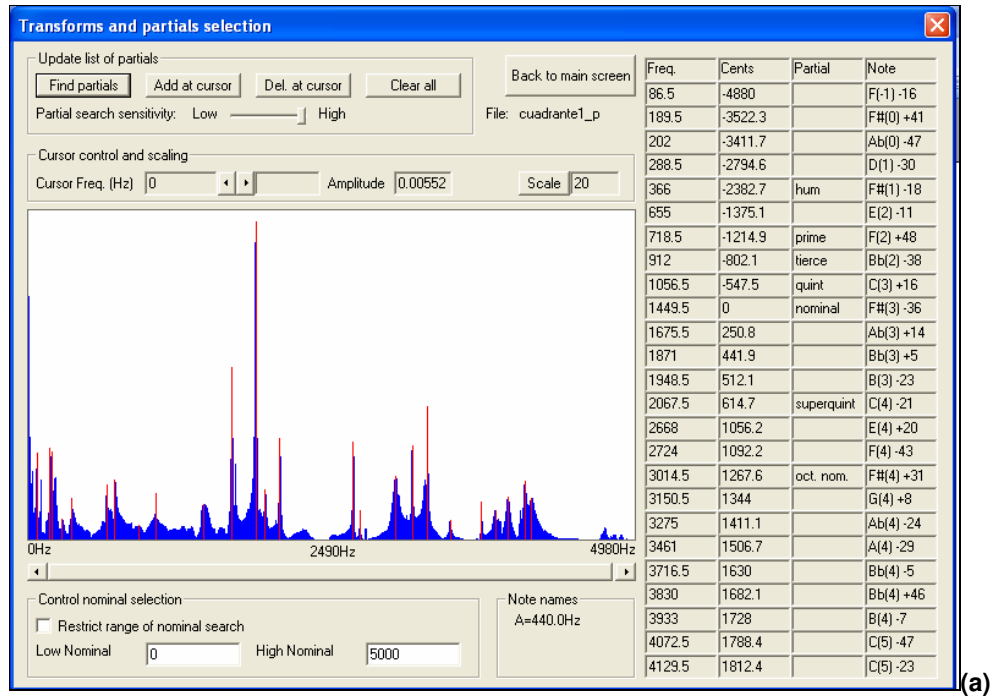 Transforms and partials selection
Update list of partials
Find partials Add at cursor Del. at cursor Clear all
Partial search sensitivity: Low High
Back to main screen
File: cuadrante1_p
Cursor control and scaling
Cursor Freq. (Hz) 0 Amplitude 0.00552 Scale 20
0Hz 2490Hz 4980Hz
Control nominal selection
Restrict range of nominal search
Low Nominal 0 High Nominal 5000
Note names
A=440.0Hz
Freq. Cents Partial Note
86.5 -4880 F(-1) -16
189.5 -3522.3 F#(0) +41
202 -3411.7 Ab(0) -47
288.5 -2794.6 D(1) -30
366 -2382.7 hum F#(1) -18
655 -1375.1 E(2) -11
718.5 -1214.9 prime F(2) +48
912 -802.1 tierce Bb(2) -38
1056.5 -547.5 quint C(3) +16
1449.5 0 nominal F#(3) -36
1675.5 250.8 Ab(3) +14
1871 441.9 Bb(3) +5
1948.5 512.1 B(3) -23
2067.5 614.7 superquint C(4) -21
2668 1056.2 E(4) +20
2724 1092.2 F(4) -43
3014.5 1267.6 oct. nom. F#(4) +31
3150.5 1344 G(4) +8
3275 1411.1 Ab(4) -24
3461 1506.7 A(4) -29
3716.5 1630 Bb(4) -5
3830 1682.1 Bb(4) +46
3933 1728 B(4) -7
4072.5 1788.4 C(5) -47
4129.5 1812.4 C(5) -23
(a)